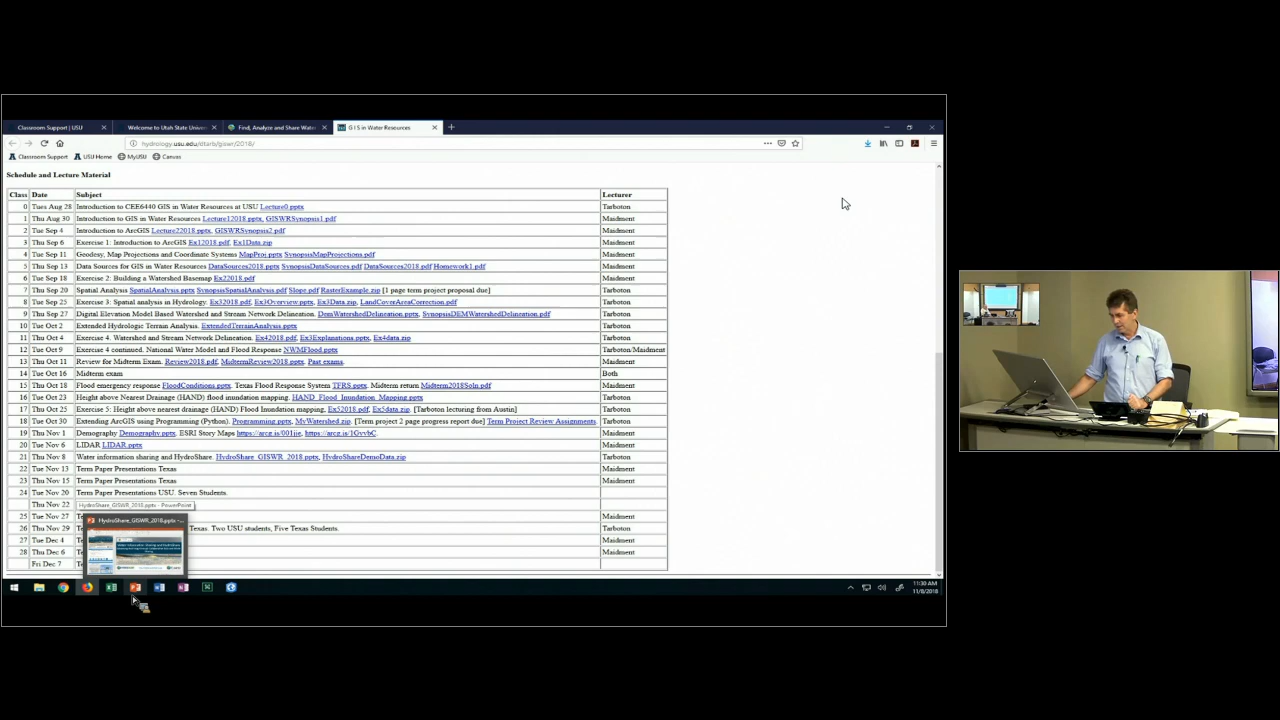 Classroom Support | USU
Welcome to Utah State Univer
Find, Analyze and Share Wate
G I S in Water Resources
hydrology.usu.edu/dtarb/giswr/2018/
Classroom Support USU Home MyUSU Canvas
Schedule and Lecture Material
Class Date Subject Lecturer
0 Tues Aug 28 Introduction to CEE6440 GIS in Water Resources at USU Lecture0.pptx Tarboton
1 Thu Aug 30 Introduction to GIS in Water Resources Lecture12018.pptx, GISWRSynopsis1.pdf Maidment
2 Tue Sep 4 Introduction to ArcGIS Lecture22018.pptx, GISWRSynopsis2.pdf Maidment
3 Thu Sep 6 Exercise 1: Introduction to ArcGIS Ex12018.pdf, Ex1Data.zip Maidment
4 Tue Sep 11 Geodesy, Map Projections and Coordinate Systems MapProj.pptx SynopsisMapProjections.pdf Maidment
5 Thu Sep 13 Data Sources for GIS in Water Resources DataSources2018.pptx SynopsisDataSources.pdf DataSources2018.pdf Homework1.pdf Maidment
6 Tue Sep 18 Exercise 2: Building a Watershed Basemap Ex22018.pdf Maidment
7 Thu Sep 20 Spatial Analysis SpatialAnalysis.pptx SynopsisSpatialAnalysis.pdf Slope.pdf RasterExample.zip [1 page term project proposal due] Tarboton
8 Tue Sep 25 Exercise 3: Spatial analysis in Hydrology. Ex32018.pdf, Ex3Overview.pptx, Ex3Data.zip, LandCoverAreaCorrection.pdf Tarboton
9 Thu Sep 27 Digital Elevation Model Based Watershed and Stream Network Delineation. DemWatershedDelineation.pptx, SynopsisDEMWatershedDelineation.pdf Tarboton
10 Tue Oct 2 Extended Hydrologic Terrain Analysis. ExtendedTerrainAnalysis.pptx Tarboton
11 Thu Oct 4 Exercise 4. Watershed and Stream Network Delineation. Ex42018.pdf, Ex3Explanations.pptx, Ex4data.zip Tarboton
12 Tue Oct 9 Exercise 4 continued. National Water Model and Flood Response NWMFlood.pptx Tarboton/Maidment
13 Thu Oct 11 Review for Midterm Exam. Review2018.pdf, MidtermReview2018.pptx, Past exams. Maidment
14 Tue Oct 16 Midterm exam Both
15 Thu Oct 18 Flood emergency response FloodConditions.pptx. Texas Flood Response System TFRS.pptx. Midterm return Midterm2018Soln.pdf Maidment
16 Tue Oct 23 Height above Nearest Drainage (HAND) flood inundation mapping. HAND_Flood_Inundation_Mapping.pptx Tarboton
17 Thu Oct 25 Exercise 5: Height above nearest drainage (HAND) Flood Inundation mapping, Ex52018.pdf, Ex5data.zip. [Tarboton lecturing from Austin] Tarboton
18 Tue Oct 30 Extending ArcGIS using Programming (Python). Programming.pptx, MyWatershed.zip. [Term project 2 page progress report due] Term Project Review Assignments. Tarboton
19 Thu Nov 1 Demography Demography.pptx, ESRI Story Maps https://arcg.is/001jje, https://arcg.is/1GvvbC. Maidment
20 Tue Nov 6 LIDAR LIDAR.pptx Maidment
21 Thu Nov 8 Water information sharing and HydroShare. HydroShare_GISWR_2018.pptx, HydroShareDemoData.zip Tarboton
22 Tue Nov 13 Term Paper Presentations Texas Maidment
23 Thu Nov 15 Term Paper Presentations Texas Maidment
24 Tue Nov 20 Term Paper Presentations USU. Seven Students.
Thu Nov 22 HydroShare_GISWR_2018.pptx - PowerPoint
25 Tue Nov 27 HydroShare_GISWR_2018.pptx -... Maidment
26 Thu Nov 29 Texas. Two USU students, Five Texas Students. Tarboton
27 Tue Dec 4 Maidment
28 Thu Dec 6 Maidment
Fri Dec 7
11:30 AM
11/8/2018